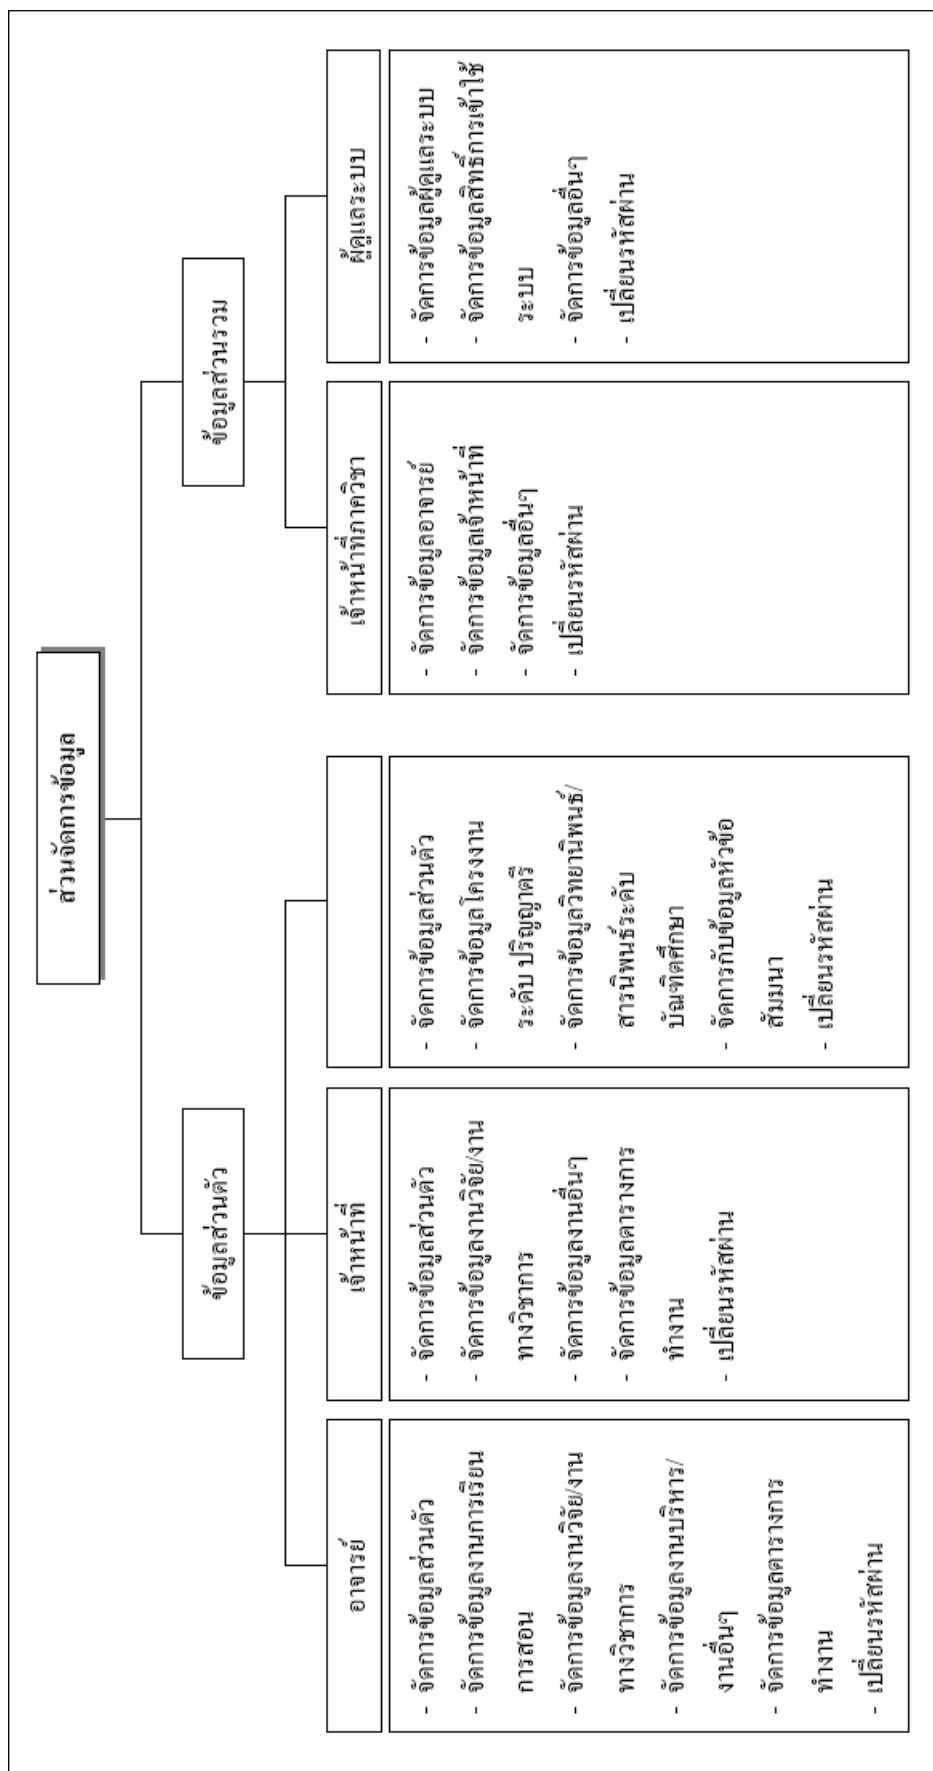 ส่วนจัดการข้อมูล
ข้อมูลส่วนตัว
ข้อมูลส่วนรวม
อาจารย์
- จัดการข้อมูลส่วนตัว
- จัดการข้อมูลงานการเรียน
การสอน
- จัดการข้อมูลงานวิจัย/งาน
ทางวิชาการ
- จัดการข้อมูลงานบริหาร/
งานอื่นๆ
- จัดการข้อมูลตารางการ
ทำงาน
- เปลี่ยนรหัสผ่าน
เจ้าหน้าที่
- จัดการข้อมูลส่วนตัว
- จัดการข้อมูลงานวิจัย/งาน
ทางวิชาการ
- จัดการข้อมูลงานอื่นๆ
- จัดการข้อมูลตารางการ
ทำงาน
- เปลี่ยนรหัสผ่าน
- จัดการข้อมูลส่วนตัว
- จัดการข้อมูลโครงงาน
ระดับ ปริญญาตรี
- จัดการข้อมูลวิทยานิพนธ์/
สารนิพนธ์ระดับ
บัณฑิตศึกษา
- จัดการกับข้อมูลหัวข้อ
สัมมนา
- เปลี่ยนรหัสผ่าน
เจ้าหน้าที่ภาควิชา
- จัดการข้อมูลอาจารย์
- จัดการข้อมูลเจ้าหน้าที่
- จัดการข้อมูลอื่นๆ
- เปลี่ยนรหัสผ่าน
ผู้ดูแลระบบ
- จัดการข้อมูลผู้ดูแลระบบ
- จัดการข้อมูลสิทธิ์การเข้าใช้
ระบบ
- จัดการข้อมูลอื่นๆ
- เปลี่ยนรหัสผ่าน